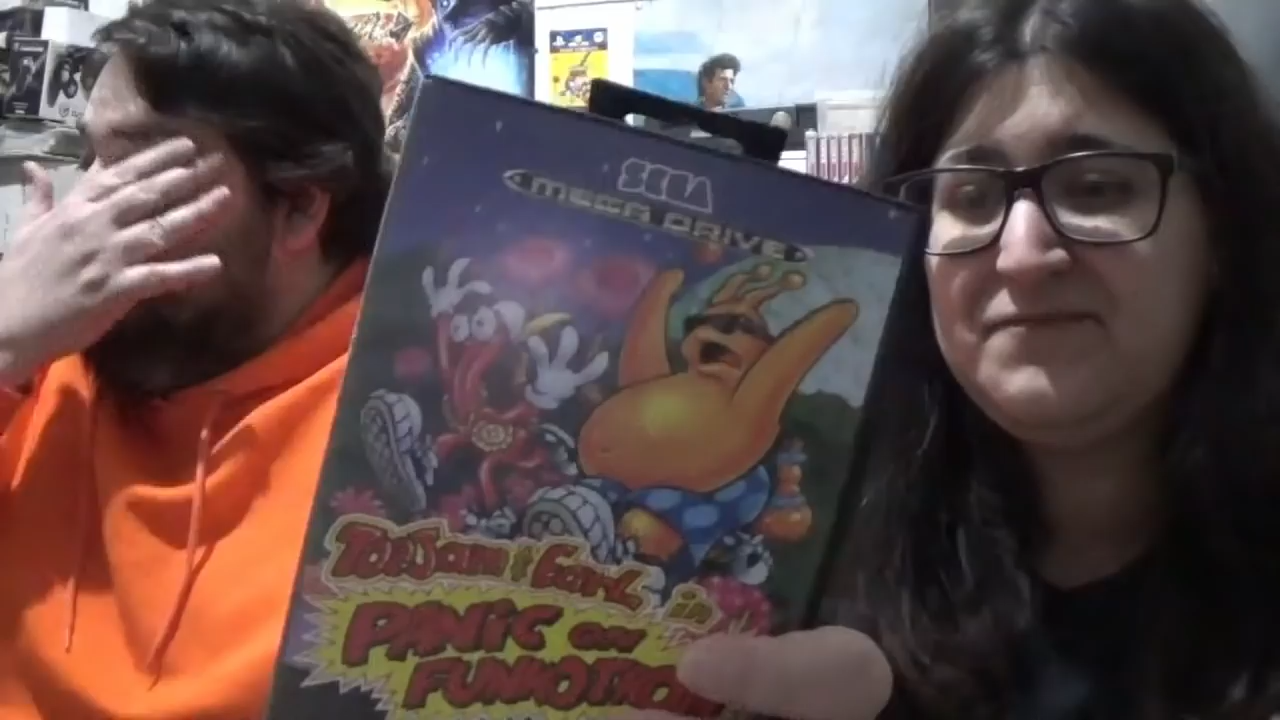 SEGA
MEGA DRIVE
TOEJAM & EARL in
PANIC ON
FUNKOTRON